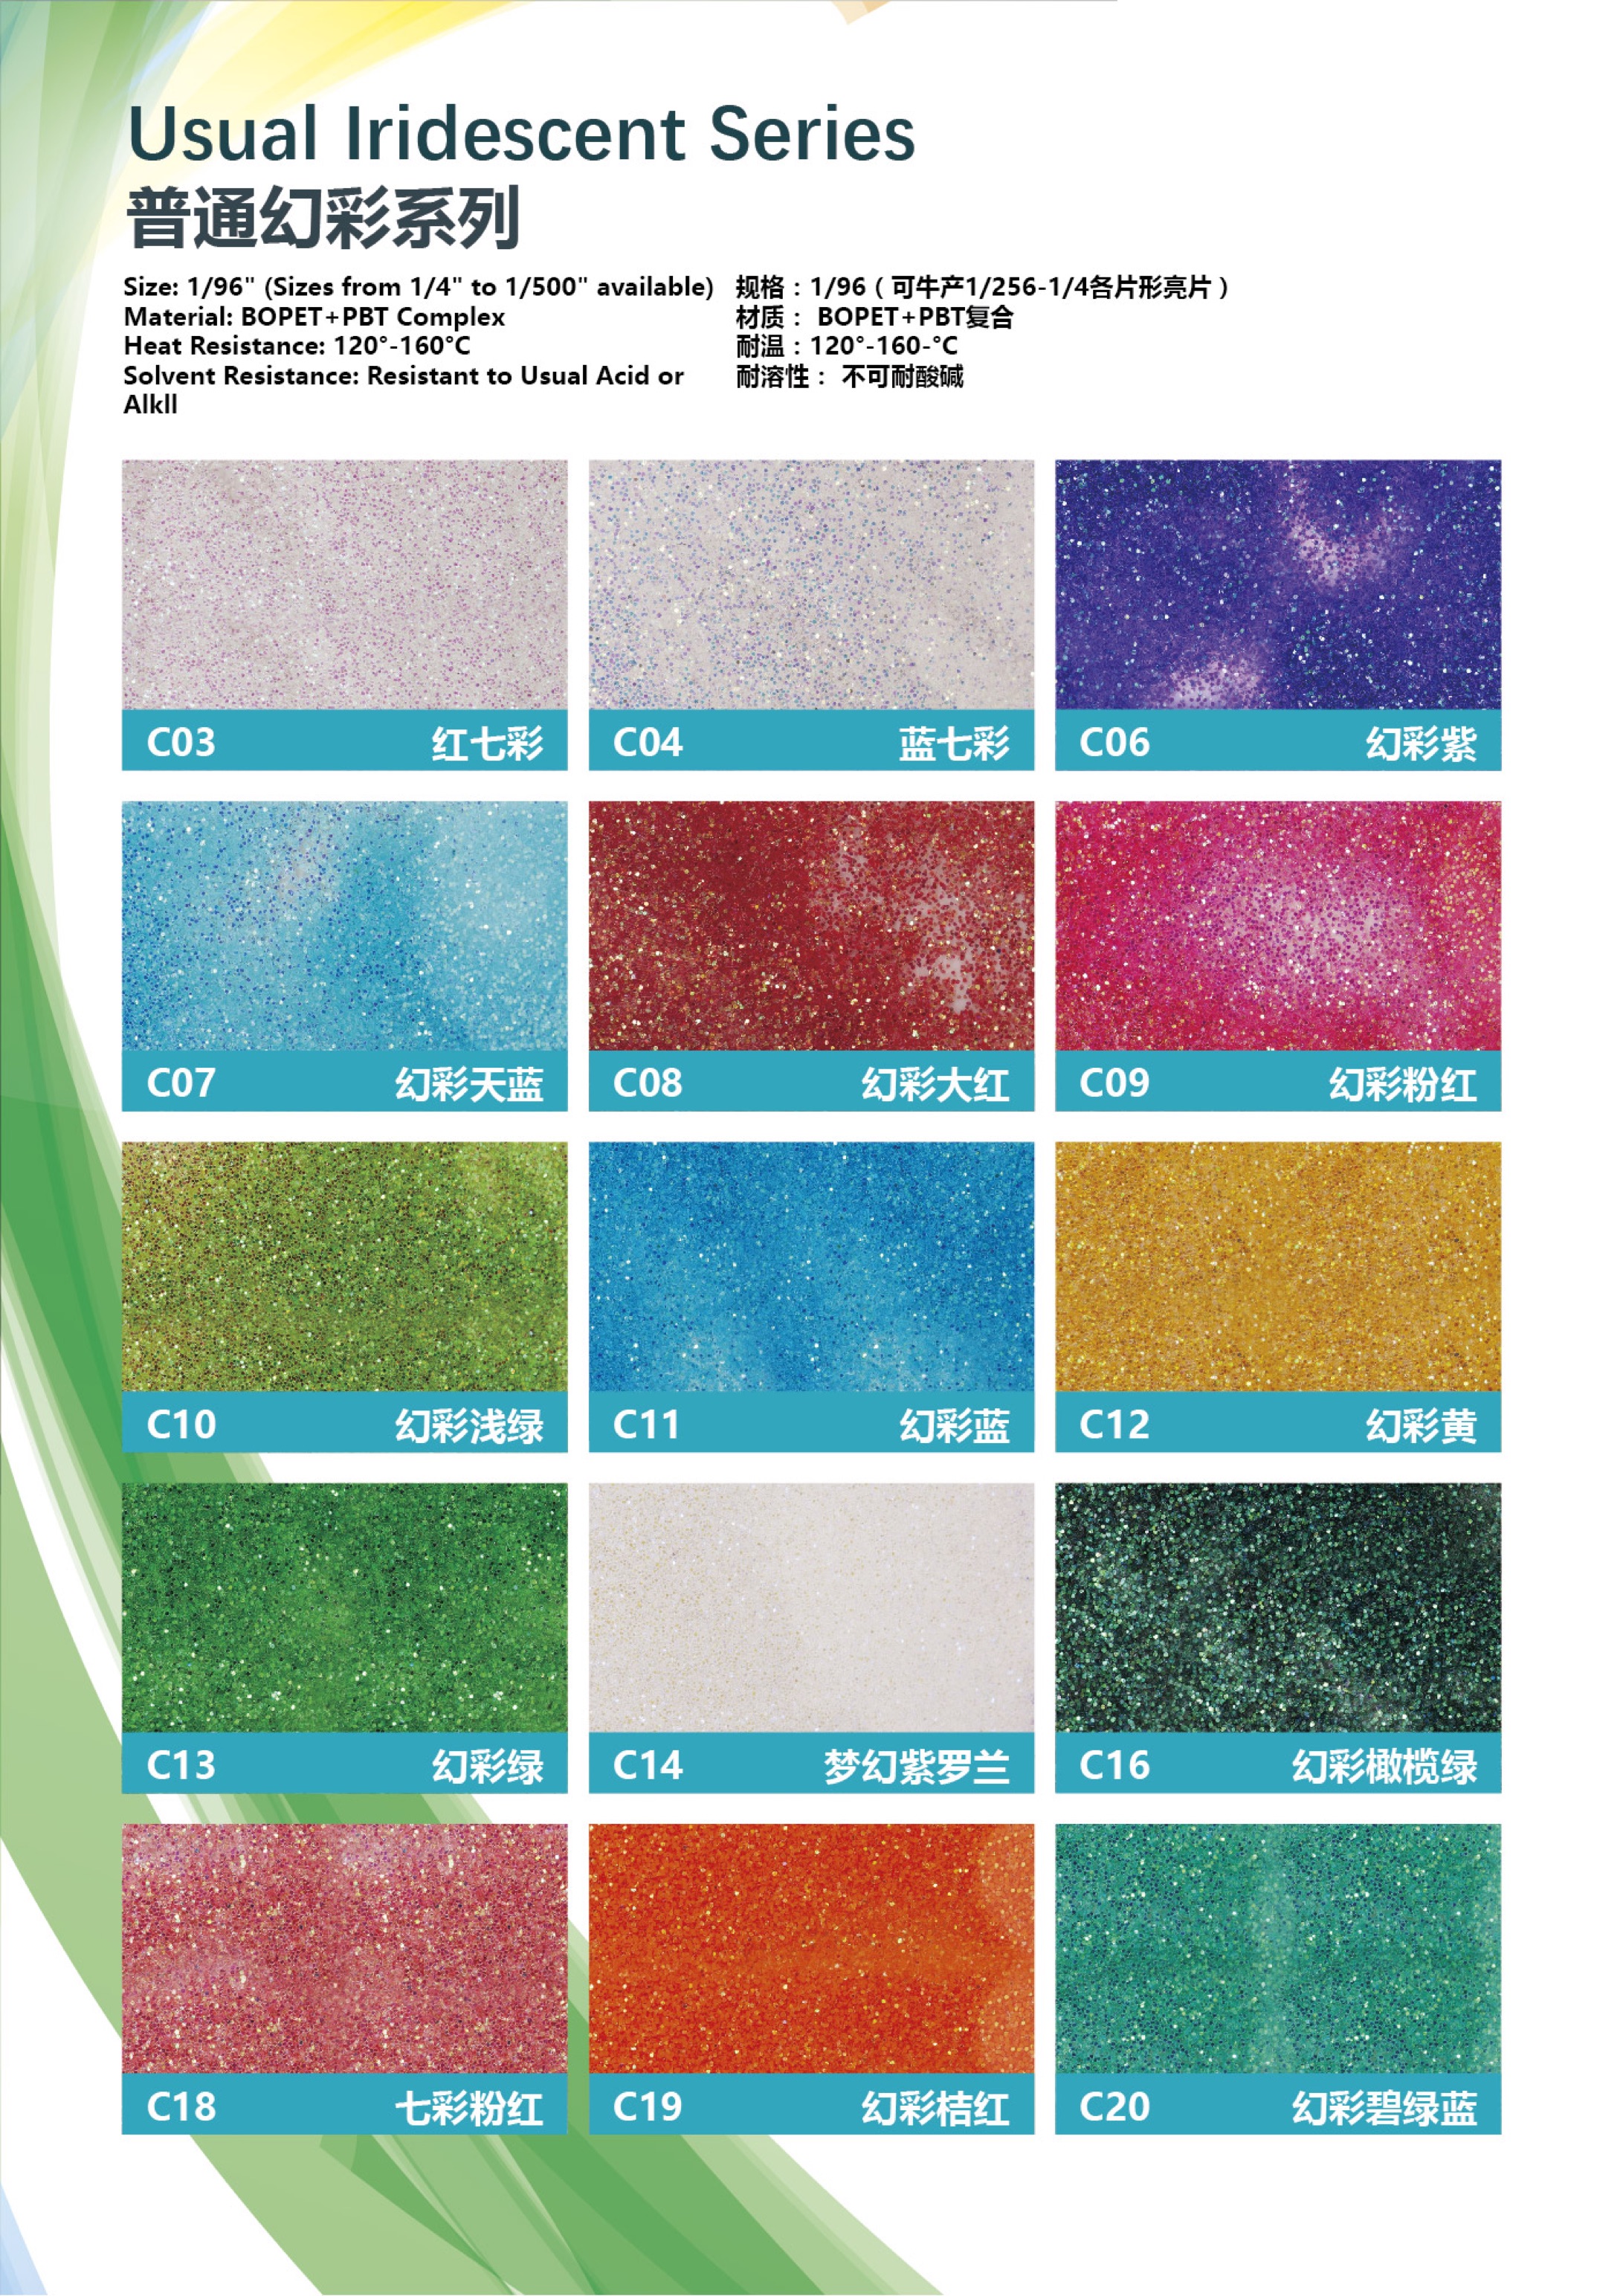 Usual Iridescent Series
普通幻彩系列
Size: 1/96" (Sizes from 1/4" to 1/500" available)
Material: BOPET+PBT Complex
Heat Resistance: 120°-160°C
Solvent Resistance: Resistant to Usual Acid or
Alkll
规格：1/96（可牛产1/256-1/4各片形亮片）
材质： BOPET+PBT复合
耐温：120°-160-°C
耐溶性： 不可耐酸碱
C03 红七彩
C04 蓝七彩
C06 幻彩紫
C07 幻彩天蓝
C08 幻彩大红
C09 幻彩粉红
C10 幻彩浅绿
C11 幻彩蓝
C12 幻彩黄
C13 幻彩绿
C14 梦幻紫罗兰
C16 幻彩橄榄绿
C18 七彩粉红
C19 幻彩桔红
C20 幻彩碧绿蓝